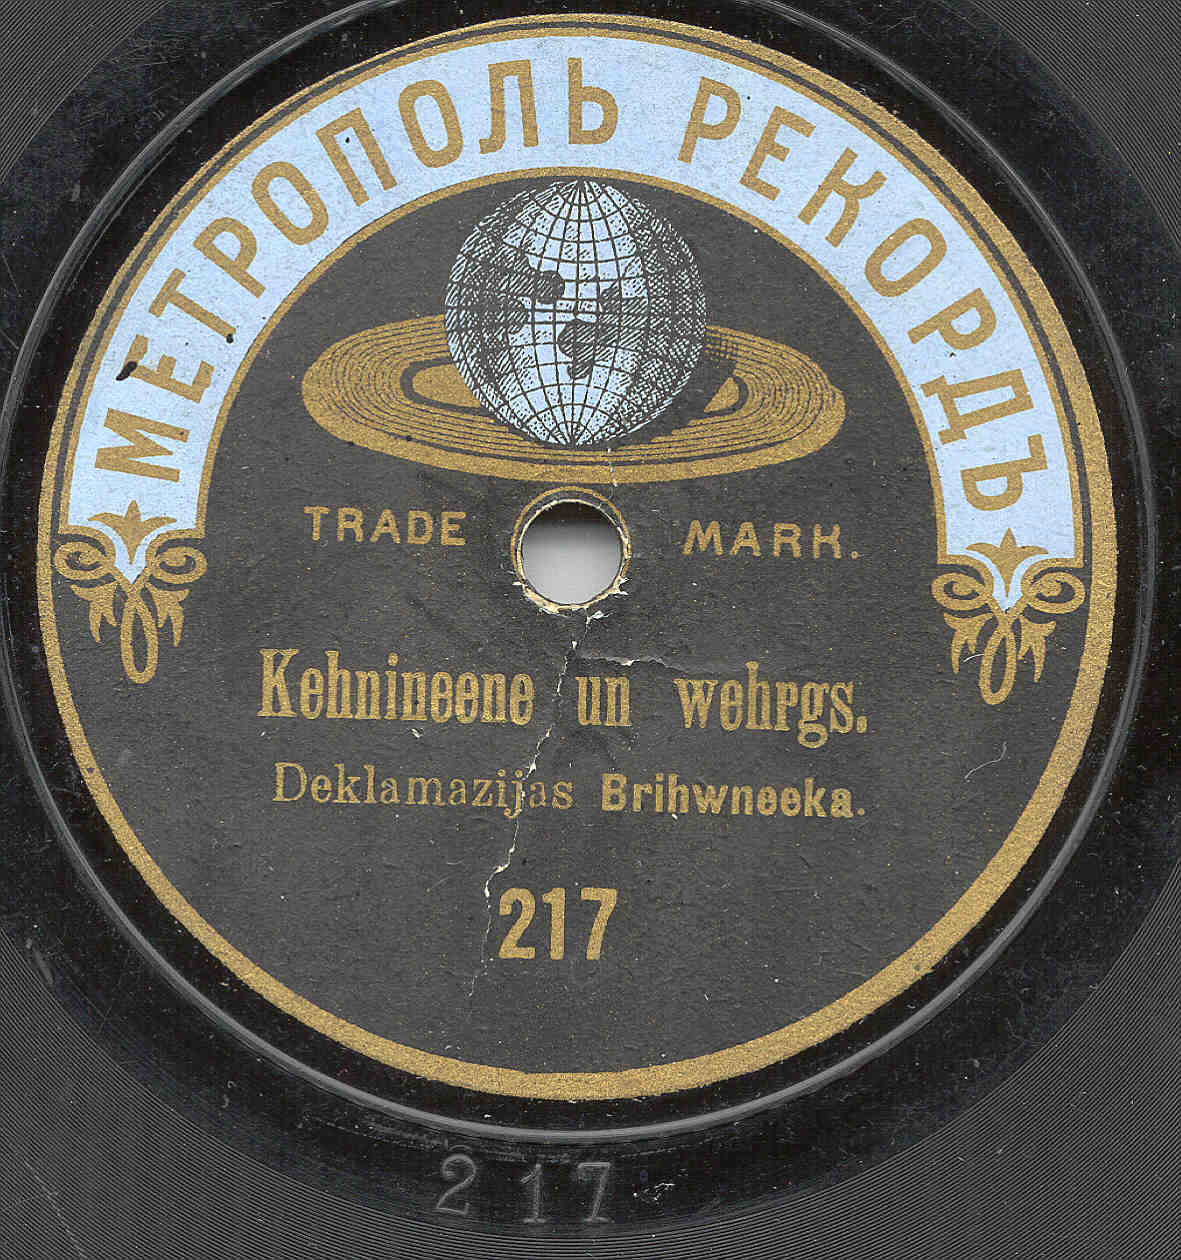 МЕТРОПОЛЬ РЕКОРДЪ
TRADE MARK.
Kehnineene un wehrgs.
Deklamazijas Brihwneeka.
217
217